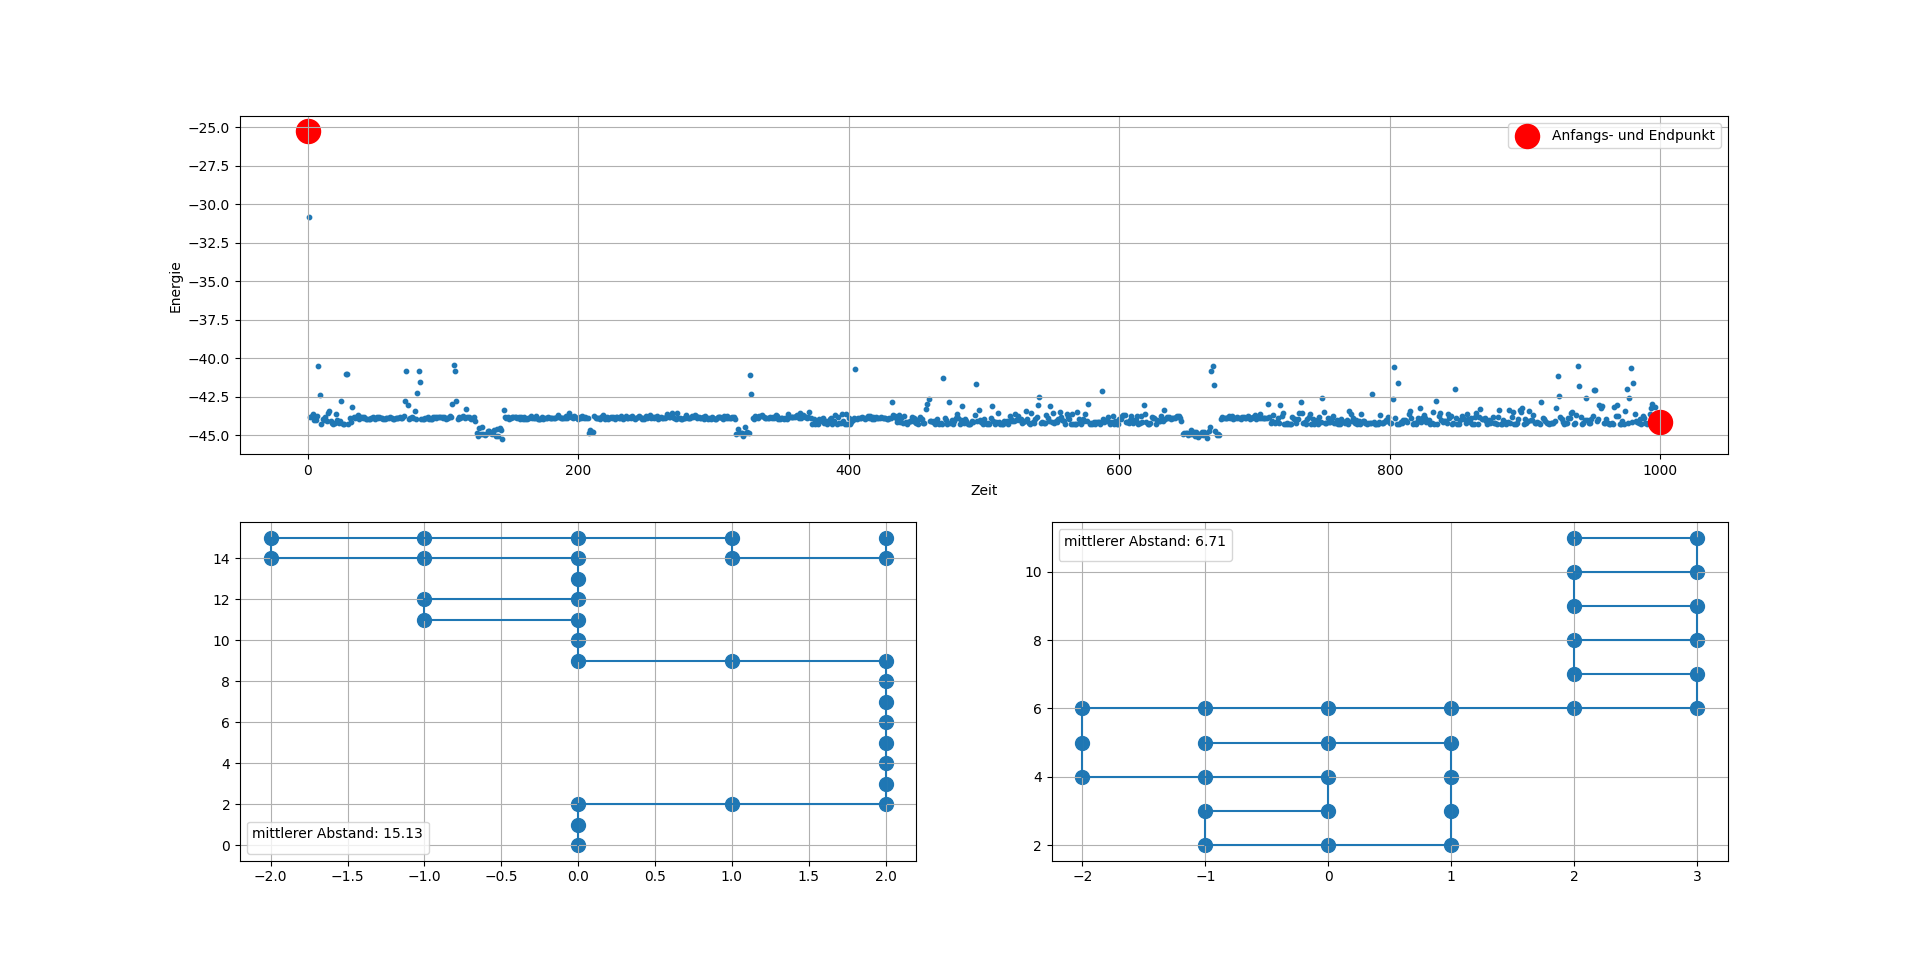 −25.0
−27.5
−30.0
−32.5
−35.0
−37.5
−40.0
−42.5
−45.0
Energie
Anfangs- und Endpunkt
0 200 400 600 800 1000
Zeit
14
12
10
8
6
4
2
0
mittlerer Abstand: 15.13
−2.0 −1.5 −1.0 −0.5 0.0 0.5 1.0 1.5 2.0
mittlerer Abstand: 6.71
10
8
6
4
2
−2 −1 0 1 2 3